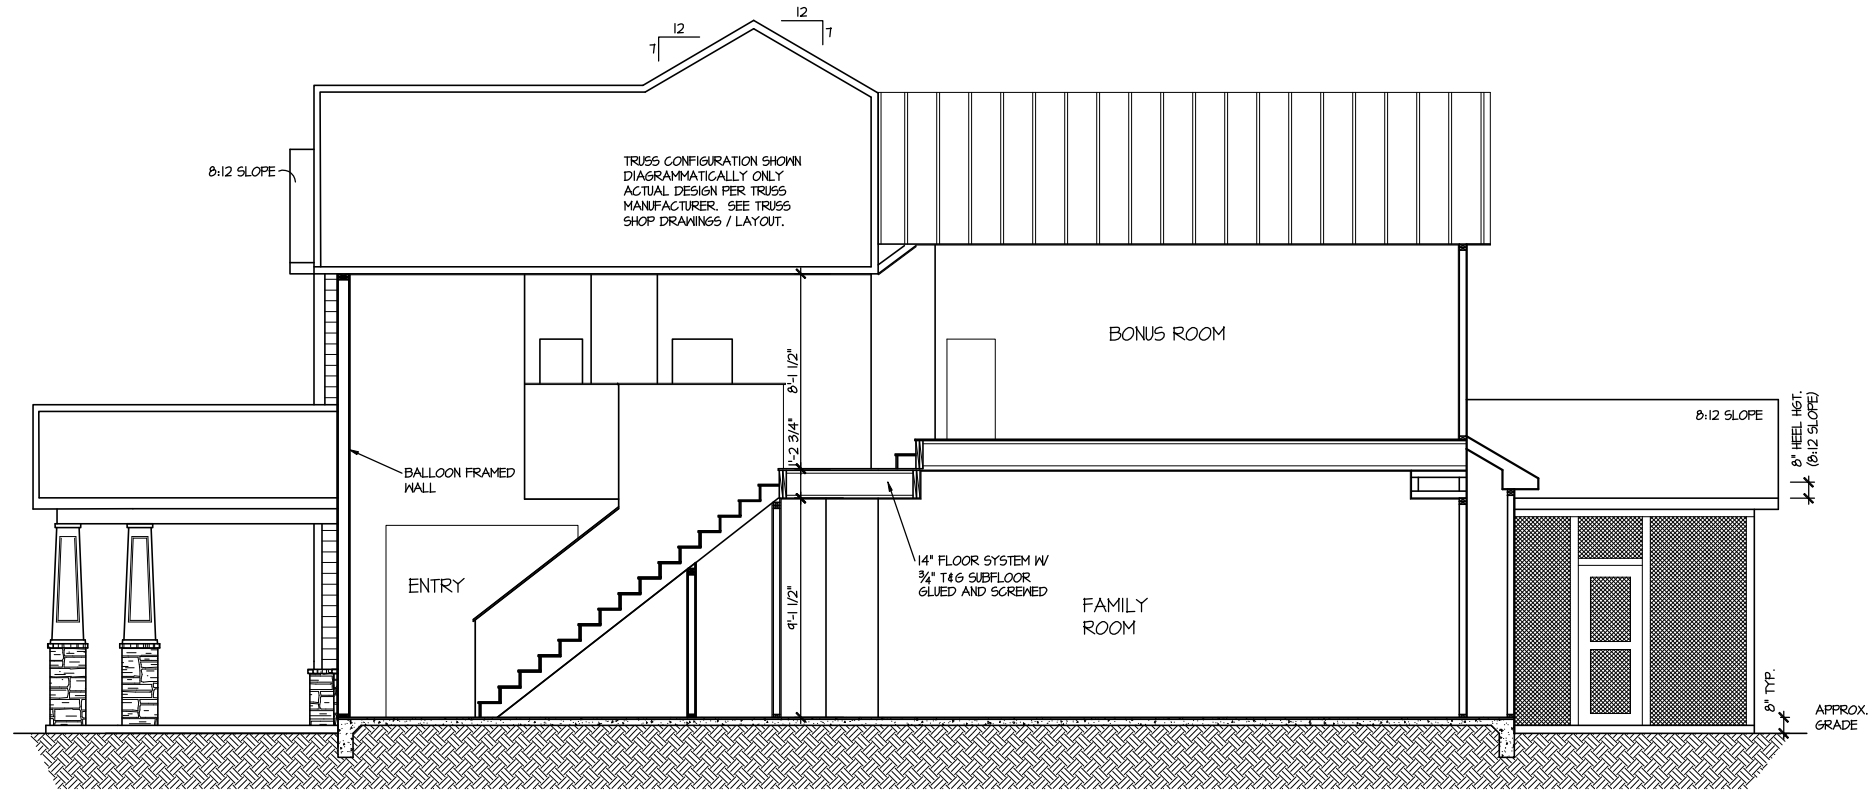 12
7
12
7
8:12 SLOPE
TRUSS CONFIGURATION SHOWN
DIAGRAMMATICALLY ONLY
ACTUAL DESIGN PER TRUSS
MANUFACTURER. SEE TRUSS
SHOP DRAWINGS / LAYOUT.
BONUS ROOM
8'-1 1/2"
1'-2 3/4"
8:12 SLOPE
8" HEEL HGT.
(8:12 SLOPE)
BALLOON FRAMED
WALL
14" FLOOR SYSTEM W/
3/4" T&G SUBFLOOR
GLUED AND SCREWED
ENTRY
9'-1 1/2"
FAMILY
ROOM
8" TYP.
APPROX.
GRADE